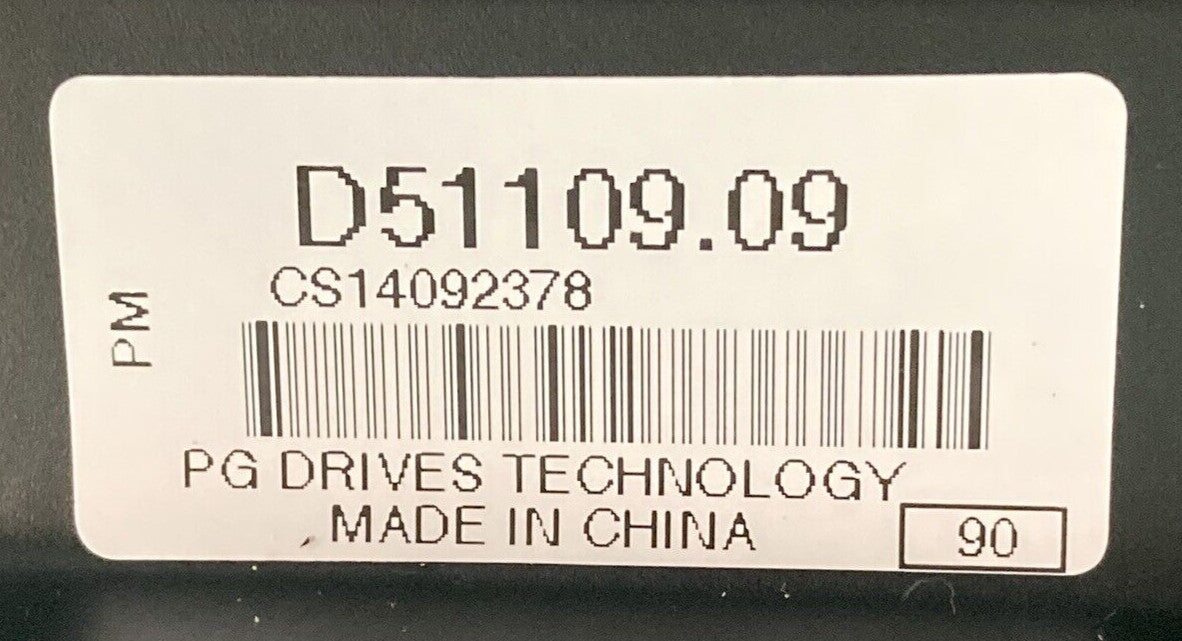 D51109.09
CS14092378
PM
PG DRIVES TECHNOLOGY
MADE IN CHINA
90